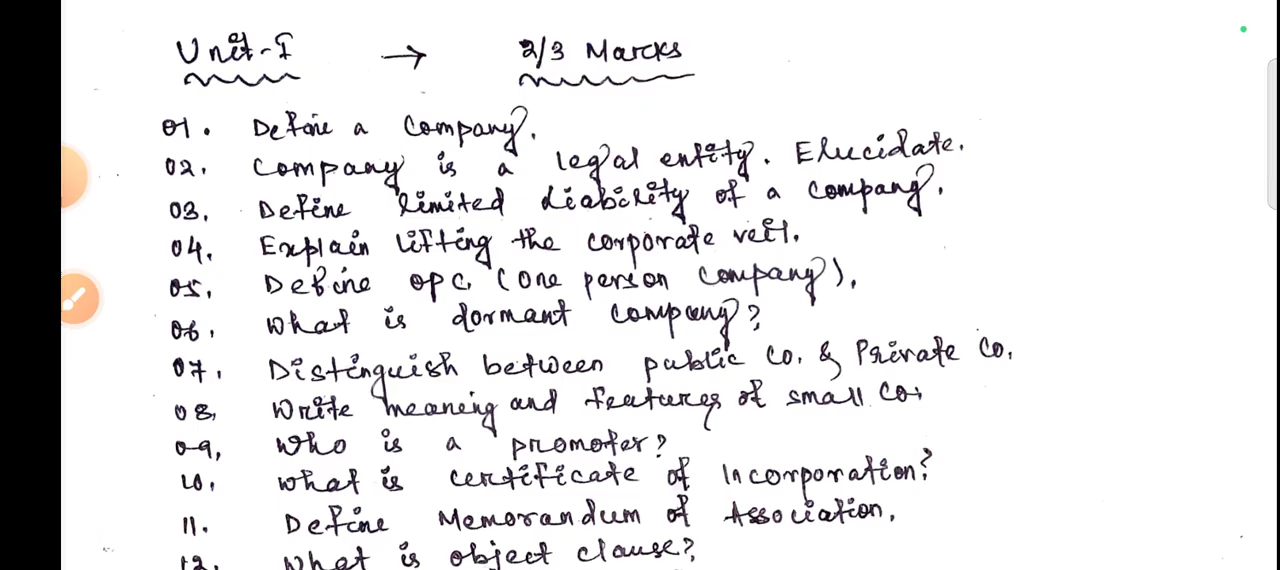 Unit-I → 2/3 Marks
01. Define a company.
02. Company is a legal entity. Elucidate.
03. Define limited liability of a company.
04. Explain lifting the corporate veil.
05. Define OPC. (One person company).
06. What is dormant company?
07. Distinguish between public co. & Private co.
08. Write meaning and features of small co.
09. Who is a promoter?
10. What is certificate of Incorporation?
11. Define Memorandum of Association.
12. What is object clause?